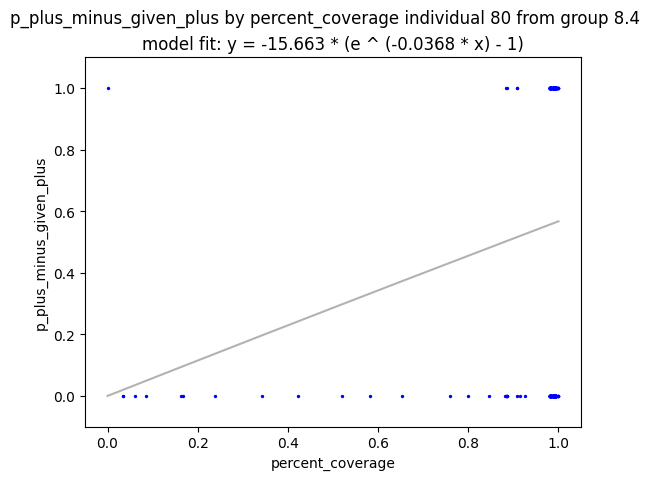 p_plus_minus_given_plus by percent_coverage individual 80 from group 8.4
model fit: y = -15.663 * (e ^ (-0.0368 * x) - 1)
1.0
0.8
0.6
0.4
0.2
0.0
p_plus_minus_given_plus
0.0 0.2 0.4 0.6 0.8 1.0
percent_coverage